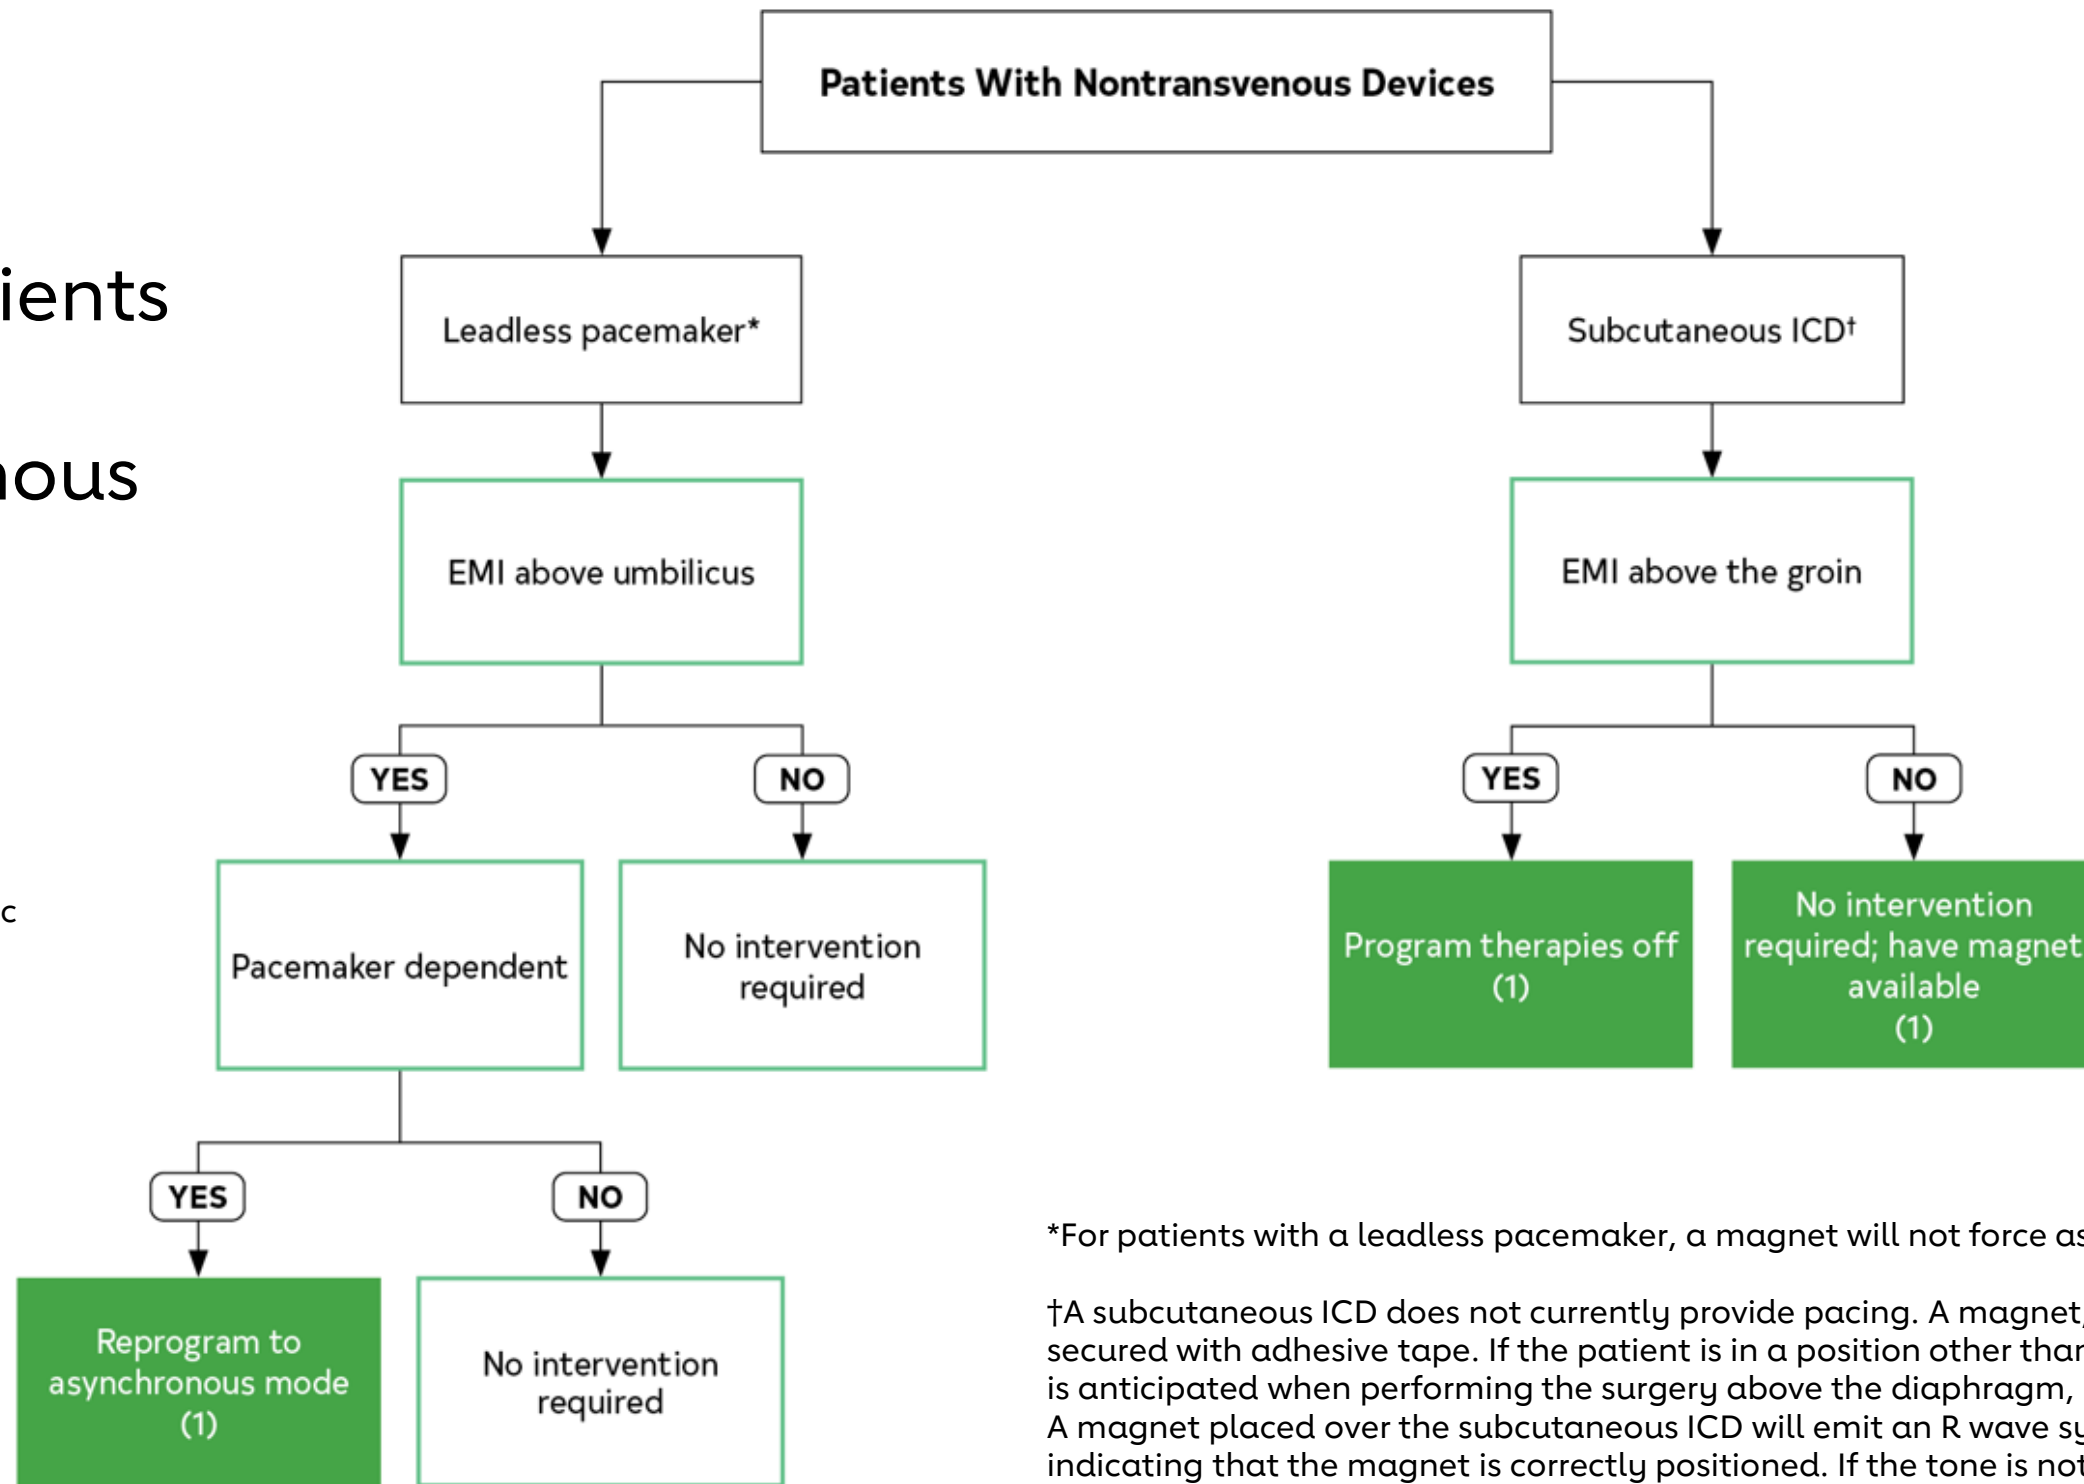 Patients With Nontransvenous Devices
ients
nous
c
Leadless pacemaker*
EMI above umbilicus
YES
NO
Pacemaker dependent
No intervention
required
YES
NO
Reprogram to
asynchronous mode
(1)
No intervention
required
Subcutaneous ICD†
EMI above the groin
YES
NO
Program therapies off
(1)
No intervention
required; have magnet
available
(1)
*For patients with a leadless pacemaker, a magnet will not force as
†A subcutaneous ICD does not currently provide pacing. A magnet,
secured with adhesive tape. If the patient is in a position other than
is anticipated when performing the surgery above the diaphragm,
A magnet placed over the subcutaneous ICD will emit an R wave sy
indicating that the magnet is correctly positioned. If the tone is not